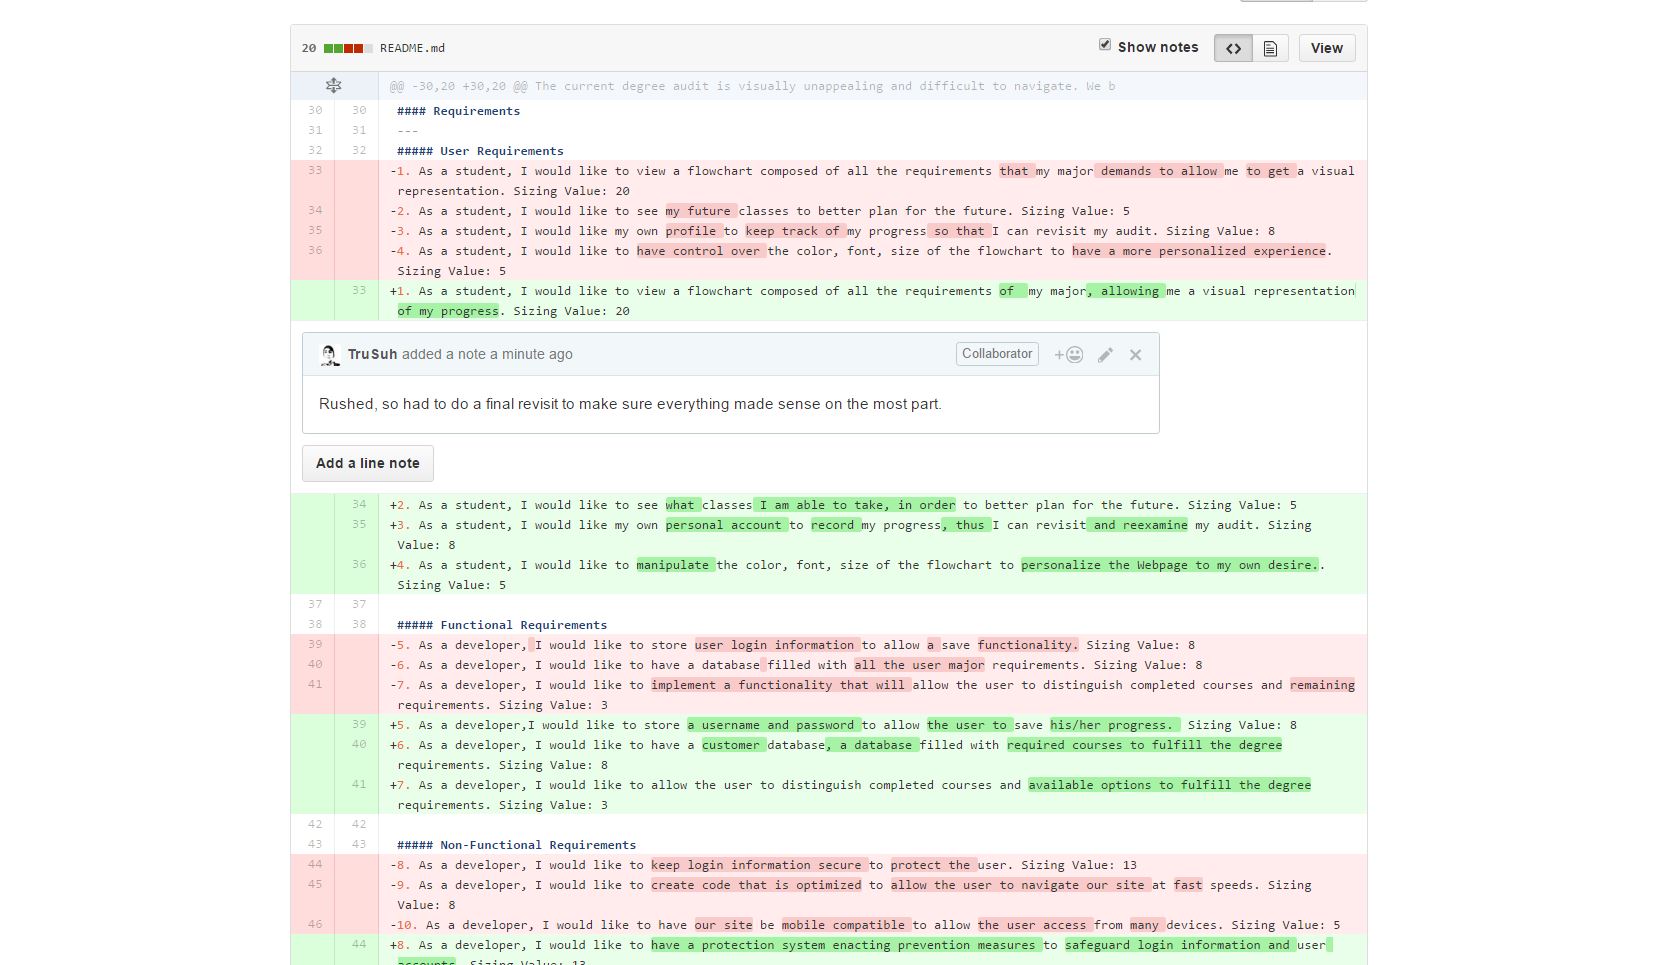 20 README.md Show notes <> View
@@ -30,20 +30,20 @@ The current degree audit is visually unappealing and difficult to navigate. We b
30 30 #### Requirements
31 31 ---
32 32 ##### User Requirements
33 -1. As a student, I would like to view a flowchart composed of all the requirements that my major demands to allow me to get a visual
representation. Sizing Value: 20
34 -2. As a student, I would like to see my future classes to better plan for the future. Sizing Value: 5
35 -3. As a student, I would like my own profile to keep track of my progress so that I can revisit my audit. Sizing Value: 8
36 -4. As a student, I would like to have control over the color, font, size of the flowchart to have a more personalized experience.
Sizing Value: 5
33 +1. As a student, I would like to view a flowchart composed of all the requirements of  my major, allowing me a visual representation
of my progress. Sizing Value: 20
TruSuh added a note a minute ago Collaborator +
Rushed, so had to do a final revisit to make sure everything made sense on the most part.
Add a line note
34 +2. As a student, I would like to see what classes I am able to take, in order to better plan for the future. Sizing Value: 5
35 +3. As a student, I would like my own personal account to record my progress, thus I can revisit and reexamine my audit. Sizing
Value: 8
36 +4. As a student, I would like to manipulate the color, font, size of the flowchart to personalize the Webpage to my own desire..
Sizing Value: 5
37 37
38 38 ##### Functional Requirements
39 -5. As a developer, I would like to store user login information to allow a save functionality. Sizing Value: 8
40 -6. As a developer, I would like to have a database filled with all the user major requirements. Sizing Value: 8
41 -7. As a developer, I would like to implement a functionality that will allow the user to distinguish completed courses and remaining
requirements. Sizing Value: 3
39 +5. As a developer,I would like to store a username and password to allow the user to save his/her progress.  Sizing Value: 8
40 +6. As a developer, I would like to have a customer database, a database filled with required courses to fulfill the degree
requirements. Sizing Value: 8
41 +7. As a developer, I would like to allow the user to distinguish completed courses and available options to fulfill the degree
requirements. Sizing Value: 3
42 42
43 43 ##### Non-Functional Requirements
44 -8. As a developer, I would like to keep login information secure to protect the user. Sizing Value: 13
45 -9. As a developer, I would like to create code that is optimized to allow the user to navigate our site at fast speeds. Sizing
Value: 8
46 -10. As a developer, I would like to have our site be mobile compatible to allow the user access from many devices. Sizing Value: 5
44 +8. As a developer, I would like to have a protection system enacting prevention measures to safeguard login information and user
accounts. Sizing Value: 13